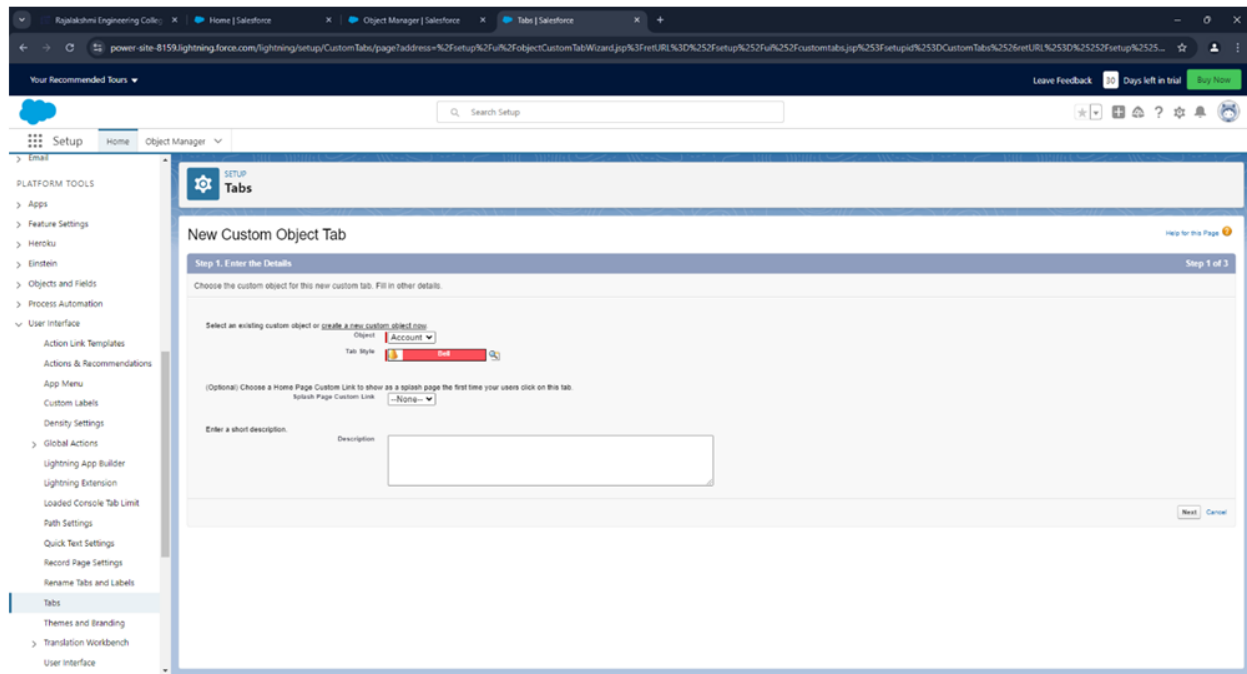 Rajalakshmi Engineering Colleg
Home | Salesforce
Object Manager | Salesforce
Tabs | Salesforce
power-site-8159.lightning.force.com/lightning/setup/CustomTabs/page?address=%2Fsetup%2Fui%2FobjectCustomTabWizard.jsp%3FretURL%3D%252Fsetup%252Fui%252Fcustomtabs.jsp%253Fsetupid%253DCustomTabs%2526retURL%253D%25252Fsetup%2525...
Your Recommended Tours
Leave Feedback 30 Days left in trial Buy Now
Search Setup
Setup Home Object Manager
Email
PLATFORM TOOLS
Apps
Feature Settings
Heroku
Einstein
Objects and Fields
Process Automation
User Interface
Action Link Templates
Actions & Recommendations
App Menu
Custom Labels
Density Settings
Global Actions
Lightning App Builder
Lightning Extension
Loaded Console Tab Limit
Path Settings
Quick Text Settings
Record Page Settings
Rename Tabs and Labels
Tabs
Themes and Branding
Translation Workbench
User Interface
SETUP
Tabs
New Custom Object Tab
Help for this Page
Step 1. Enter the Details Step 1 of 3
Choose the custom object for this new custom tab. Fill in other details.
Select an existing custom object or create a new custom object now.
Object Account
Tab Style Bell
(Optional) Choose a Home Page Custom Link to show as a splash page the first time your users click on this tab.
Splash Page Custom Link --None--
Enter a short description.
Description
Next Cancel